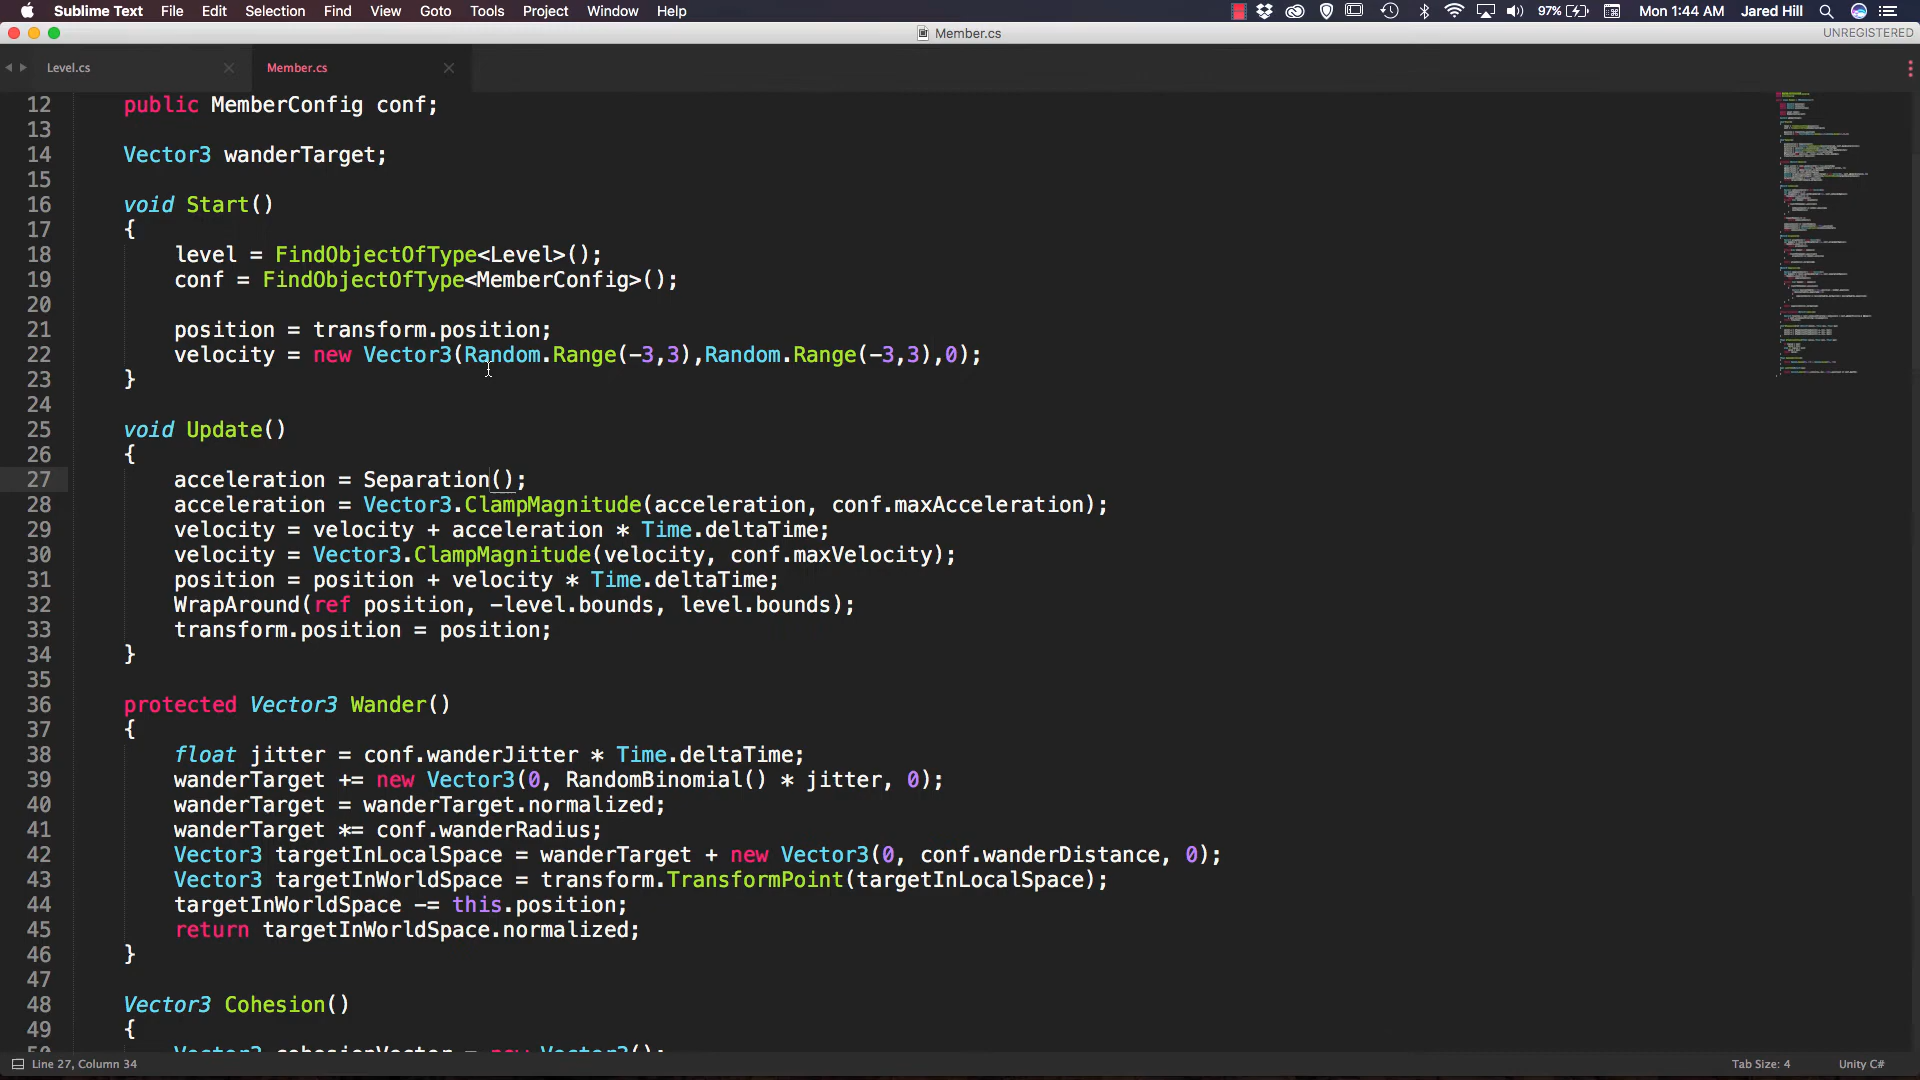 Sublime Text File Edit Selection Find View Goto Tools Project Window Help 97% Mon 1:44 AM Jared Hill
Member.cs UNREGISTERED
Level.cs Member.cs
12 public MemberConfig conf;
13
14 Vector3 wanderTarget;
15
16 void Start()
17 {
18 level = FindObjectOfType<Level>();
19 conf = FindObjectOfType<MemberConfig>();
20
21 position = transform.position;
22 velocity = new Vector3(Random.Range(-3,3),Random.Range(-3,3),0);
23 }
24
25 void Update()
26 {
27 acceleration = Separation();
28 acceleration = Vector3.ClampMagnitude(acceleration, conf.maxAcceleration);
29 velocity = velocity + acceleration * Time.deltaTime;
30 velocity = Vector3.ClampMagnitude(velocity, conf.maxVelocity);
31 position = position + velocity * Time.deltaTime;
32 WrapAround(ref position, -level.bounds, level.bounds);
33 transform.position = position;
34 }
35
36 protected Vector3 Wander()
37 {
38 float jitter = conf.wanderJitter * Time.deltaTime;
39 wanderTarget += new Vector3(0, RandomBinomial() * jitter, 0);
40 wanderTarget = wanderTarget.normalized;
41 wanderTarget *= conf.wanderRadius;
42 Vector3 targetInLocalSpace = wanderTarget + new Vector3(0, conf.wanderDistance, 0);
43 Vector3 targetInWorldSpace = transform.TransformPoint(targetInLocalSpace);
44 targetInWorldSpace -= this.position;
45 return targetInWorldSpace.normalized;
46 }
47
48 Vector3 Cohesion()
49 {
50 Vector3 cohesionVector = new Vector3();
Line 27, Column 34 Tab Size: 4 Unity C#